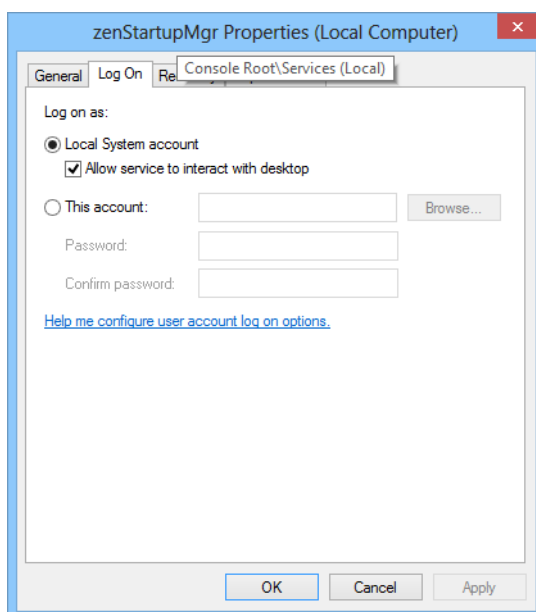 zenStartupMgr Properties (Local Computer)
General Log On
Console Root\Services (Local)
Log on as:
Local System account
Allow service to interact with desktop
This account:
Browse...
Password:
Confirm password:
Help me configure user account log on options.
OK Cancel Apply